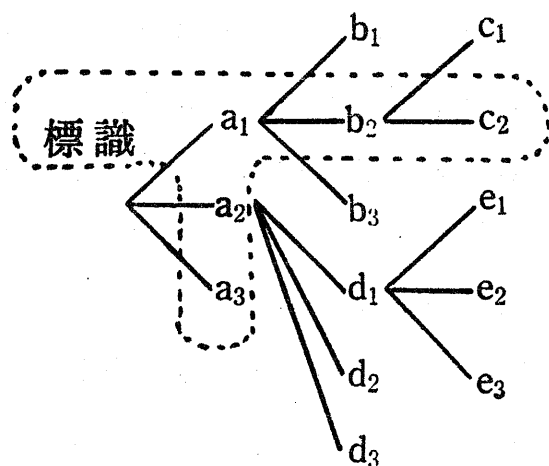 b₁ c₁
標識 a₁ b₂ c₂
a₂ b₃ e₁
a₃ d₁ e₂
d₂ e₃
d₃